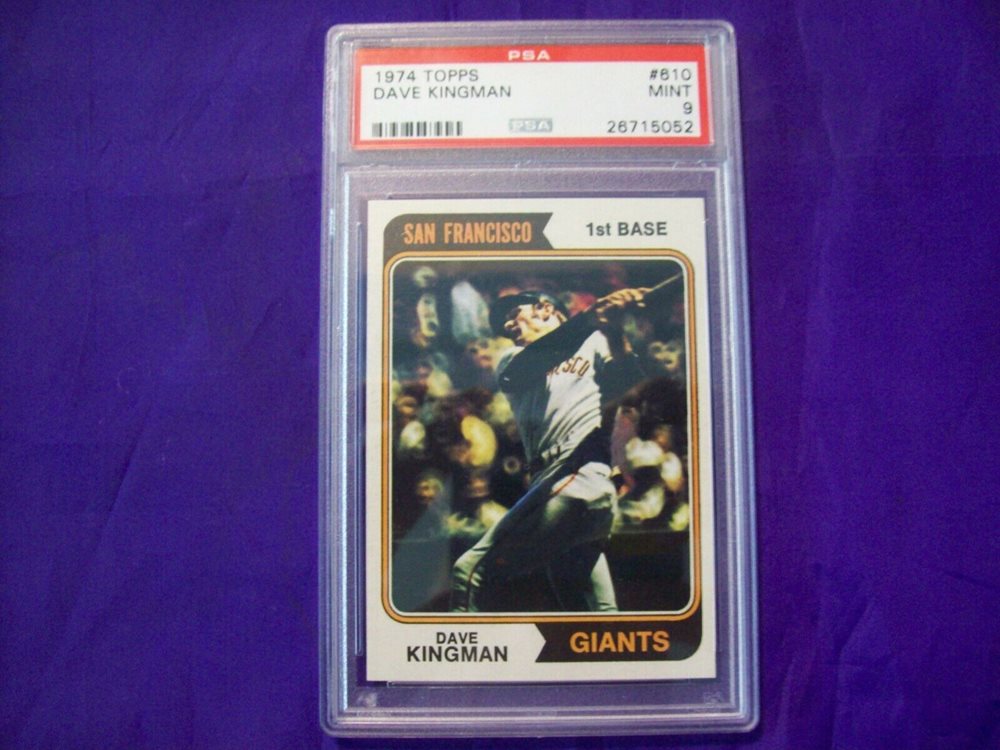 PSA
1974 TOPPS #610
DAVE KINGMAN MINT
9
PSA 26715052
SAN FRANCISCO 1st BASE
DAVE
KINGMAN
GIANTS